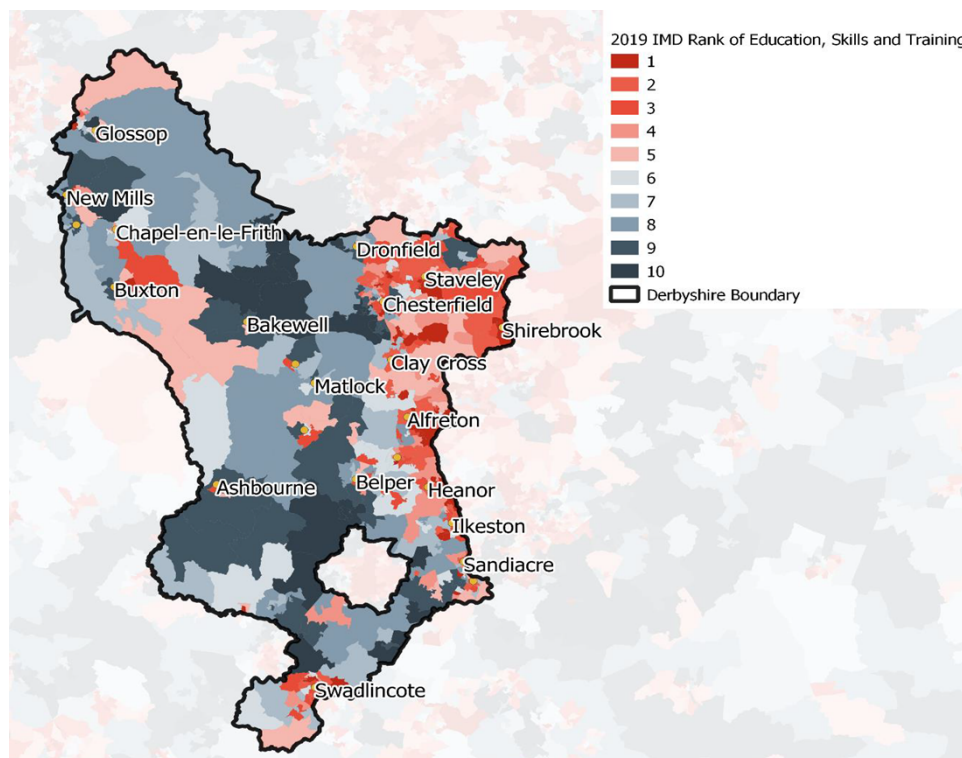 2019 IMD Rank of Education, Skills and Training
1
2
3
4
5
6
7
8
9
10
Derbyshire Boundary
Glossop
New Mills
Chapel-en-le-Frith
Dronfield
Staveley
Buxton
Chesterfield
Bakewell
Shirebrook
Clay Cross
Matlock
Alfreton
Belper
Ashbourne
Heanor
Ilkeston
Sandiacre
Swadlincote